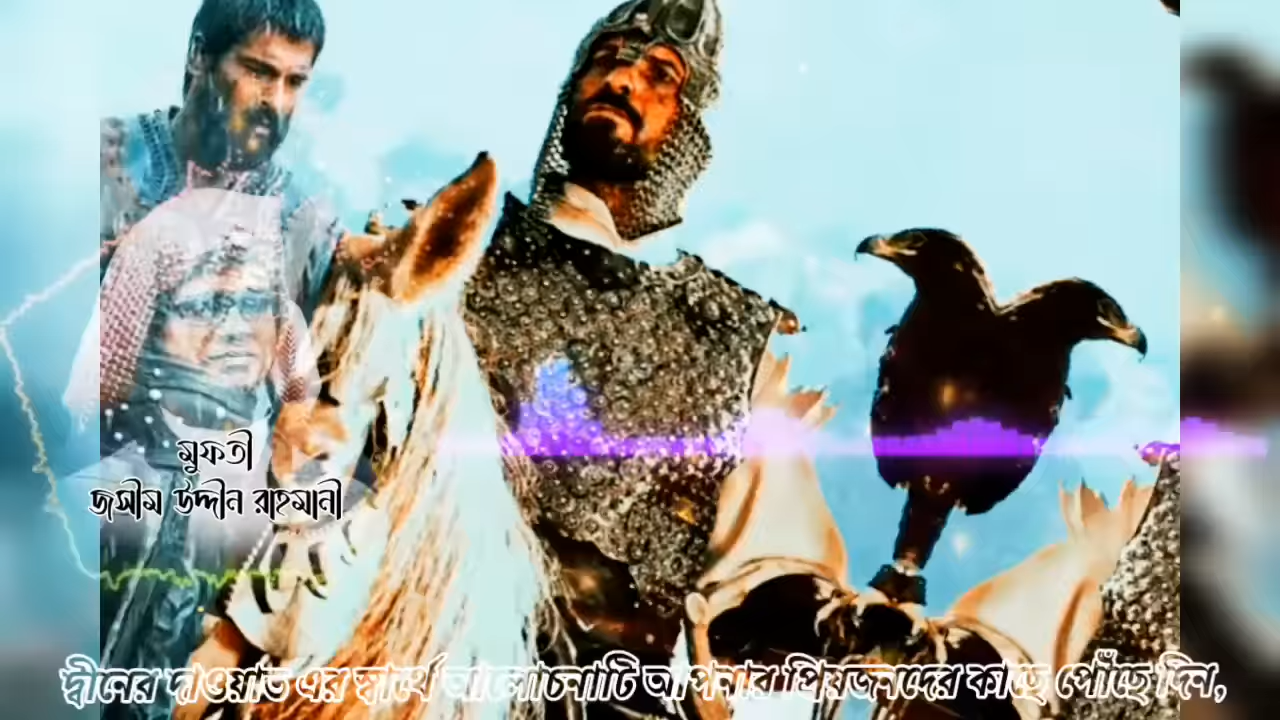 মুফতী
জসীম উদ্দীন রাহমানী
দ্বীনের দাওয়াত এর স্বার্থে আলোচনাটি আপনার প্রিয়জনদের কাছে পৌঁছে দিন,